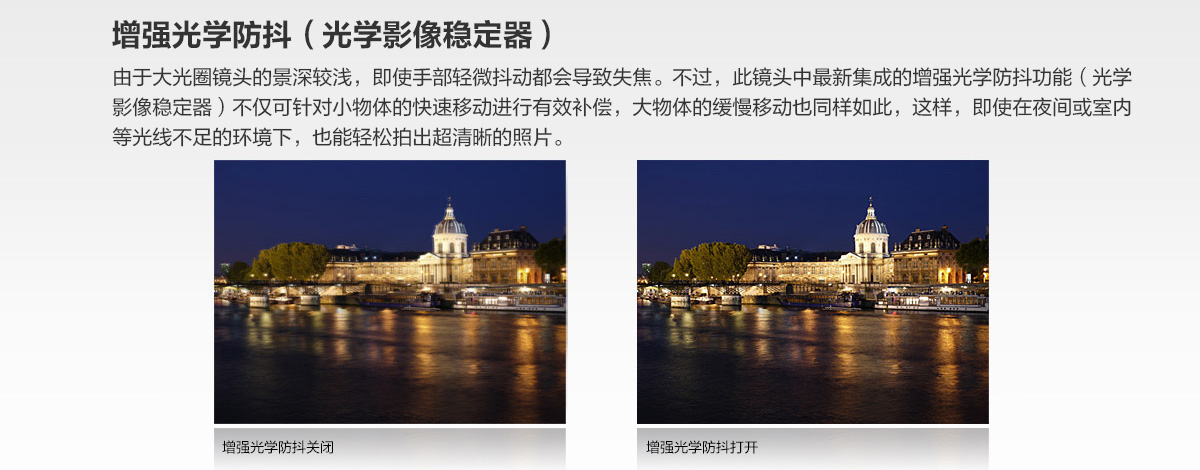 增强光学防抖（光学影像稳定器）
由于大光圈镜头的景深较浅，即使手部轻微抖动都会导致失焦。不过，此镜头中最新集成的增强光学防抖功能（光学
影像稳定器）不仅可针对小物体的快速移动进行有效补偿，大物体的缓慢移动也同样如此，这样，即使在夜间或室内
等光线不足的环境下，也能轻松拍出超清晰的照片。
增强光学防抖关闭
增强光学防抖打开